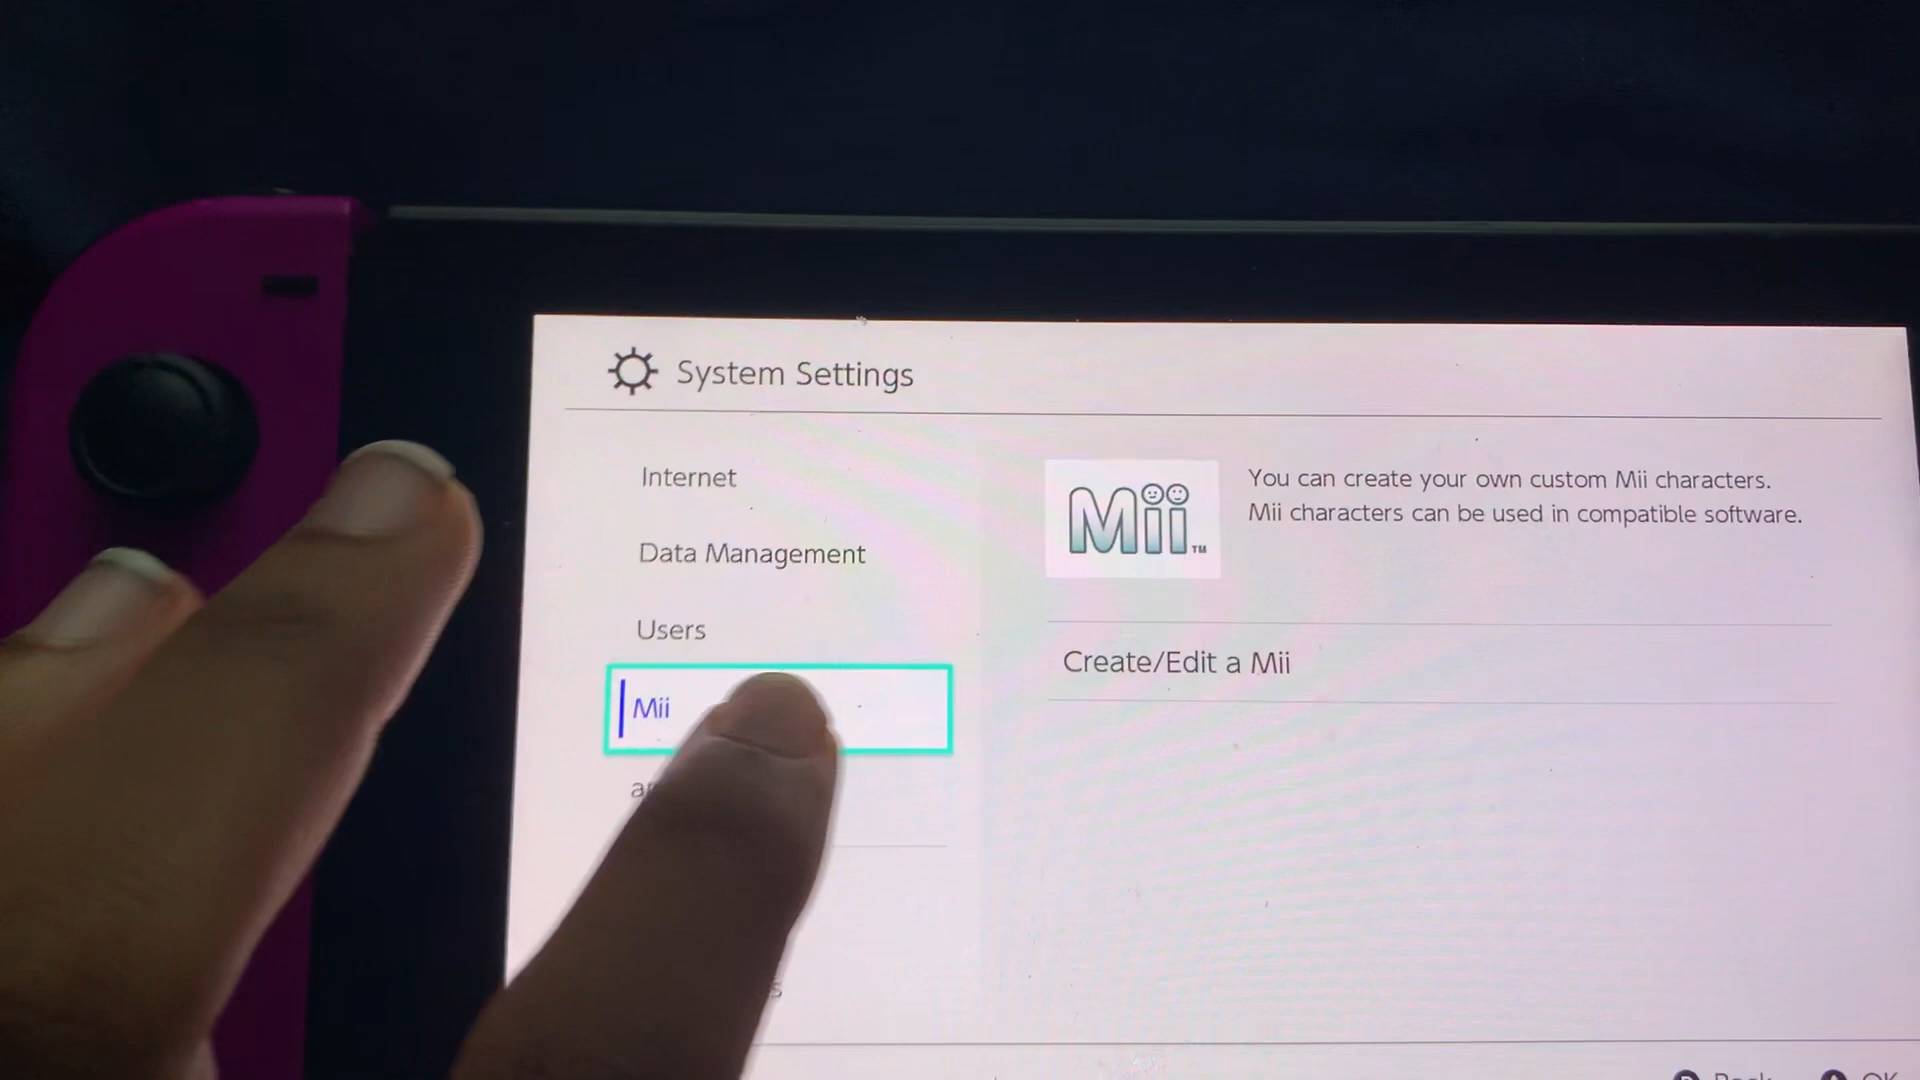 System Settings
Internet
Data Management
Users
Mii
Mii™
You can create your own custom Mii characters.
Mii characters can be used in compatible software.
Create/Edit a Mii